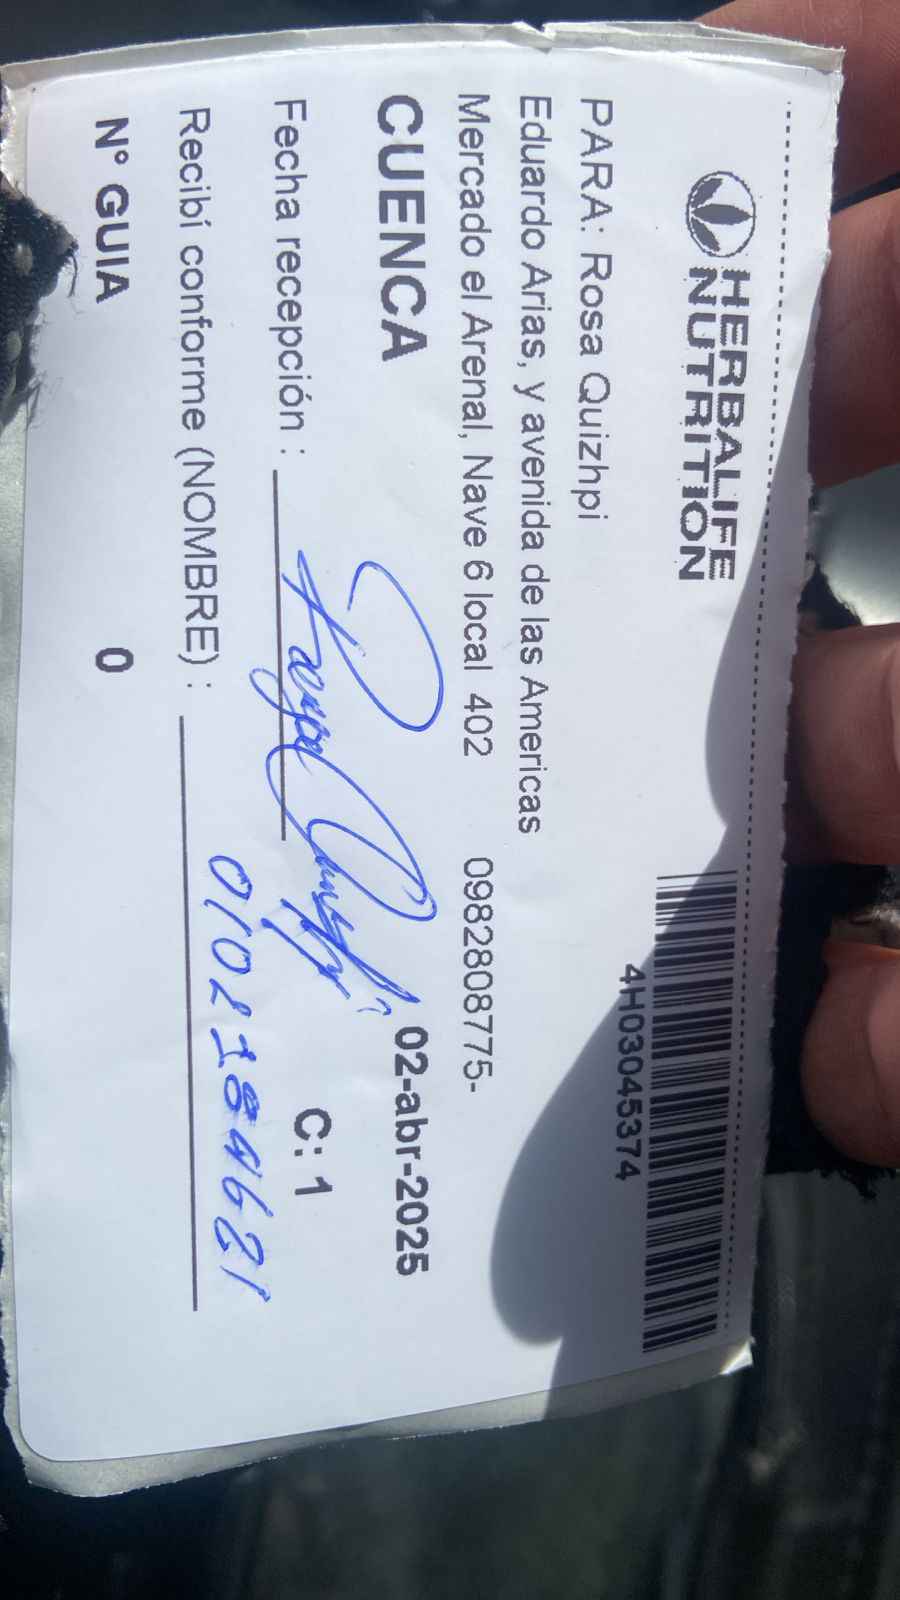 HERBALIFE
NUTRITION
4H03045374
PARA: Rosa Quizhpi
Eduardo Arias, y avenida de las Americas
Mercado el Arenal, Nave 6 local 402 0982808775-
CUENCA 02-abr-2025
Fecha recepción : C: 1
Recibí conforme (NOMBRE) : 0102184621
N° GUIA 0